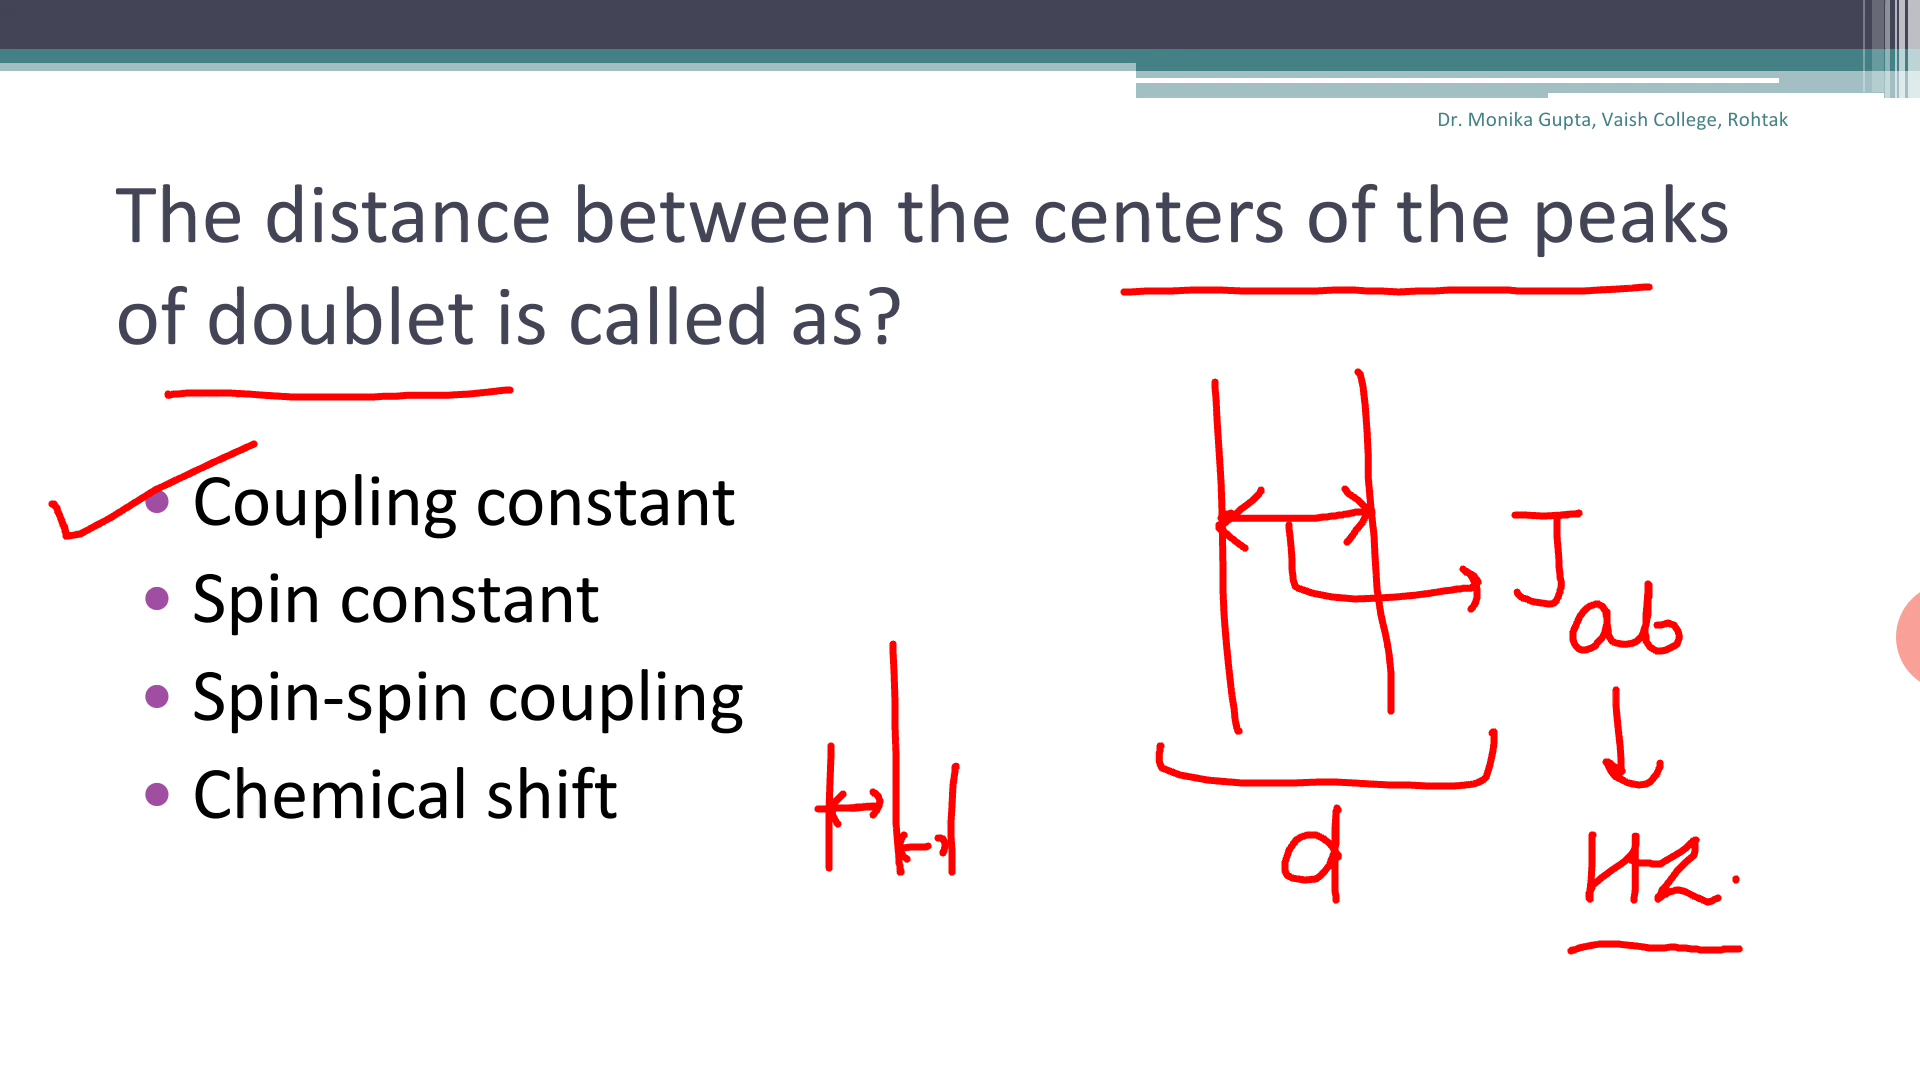 Dr. Monika Gupta, Vaish College, Rohtak
The distance between the centers of the peaks
of doublet is called as?
• Coupling constant
• Spin constant
• Spin-spin coupling
• Chemical shift
Jab
d
HZ.